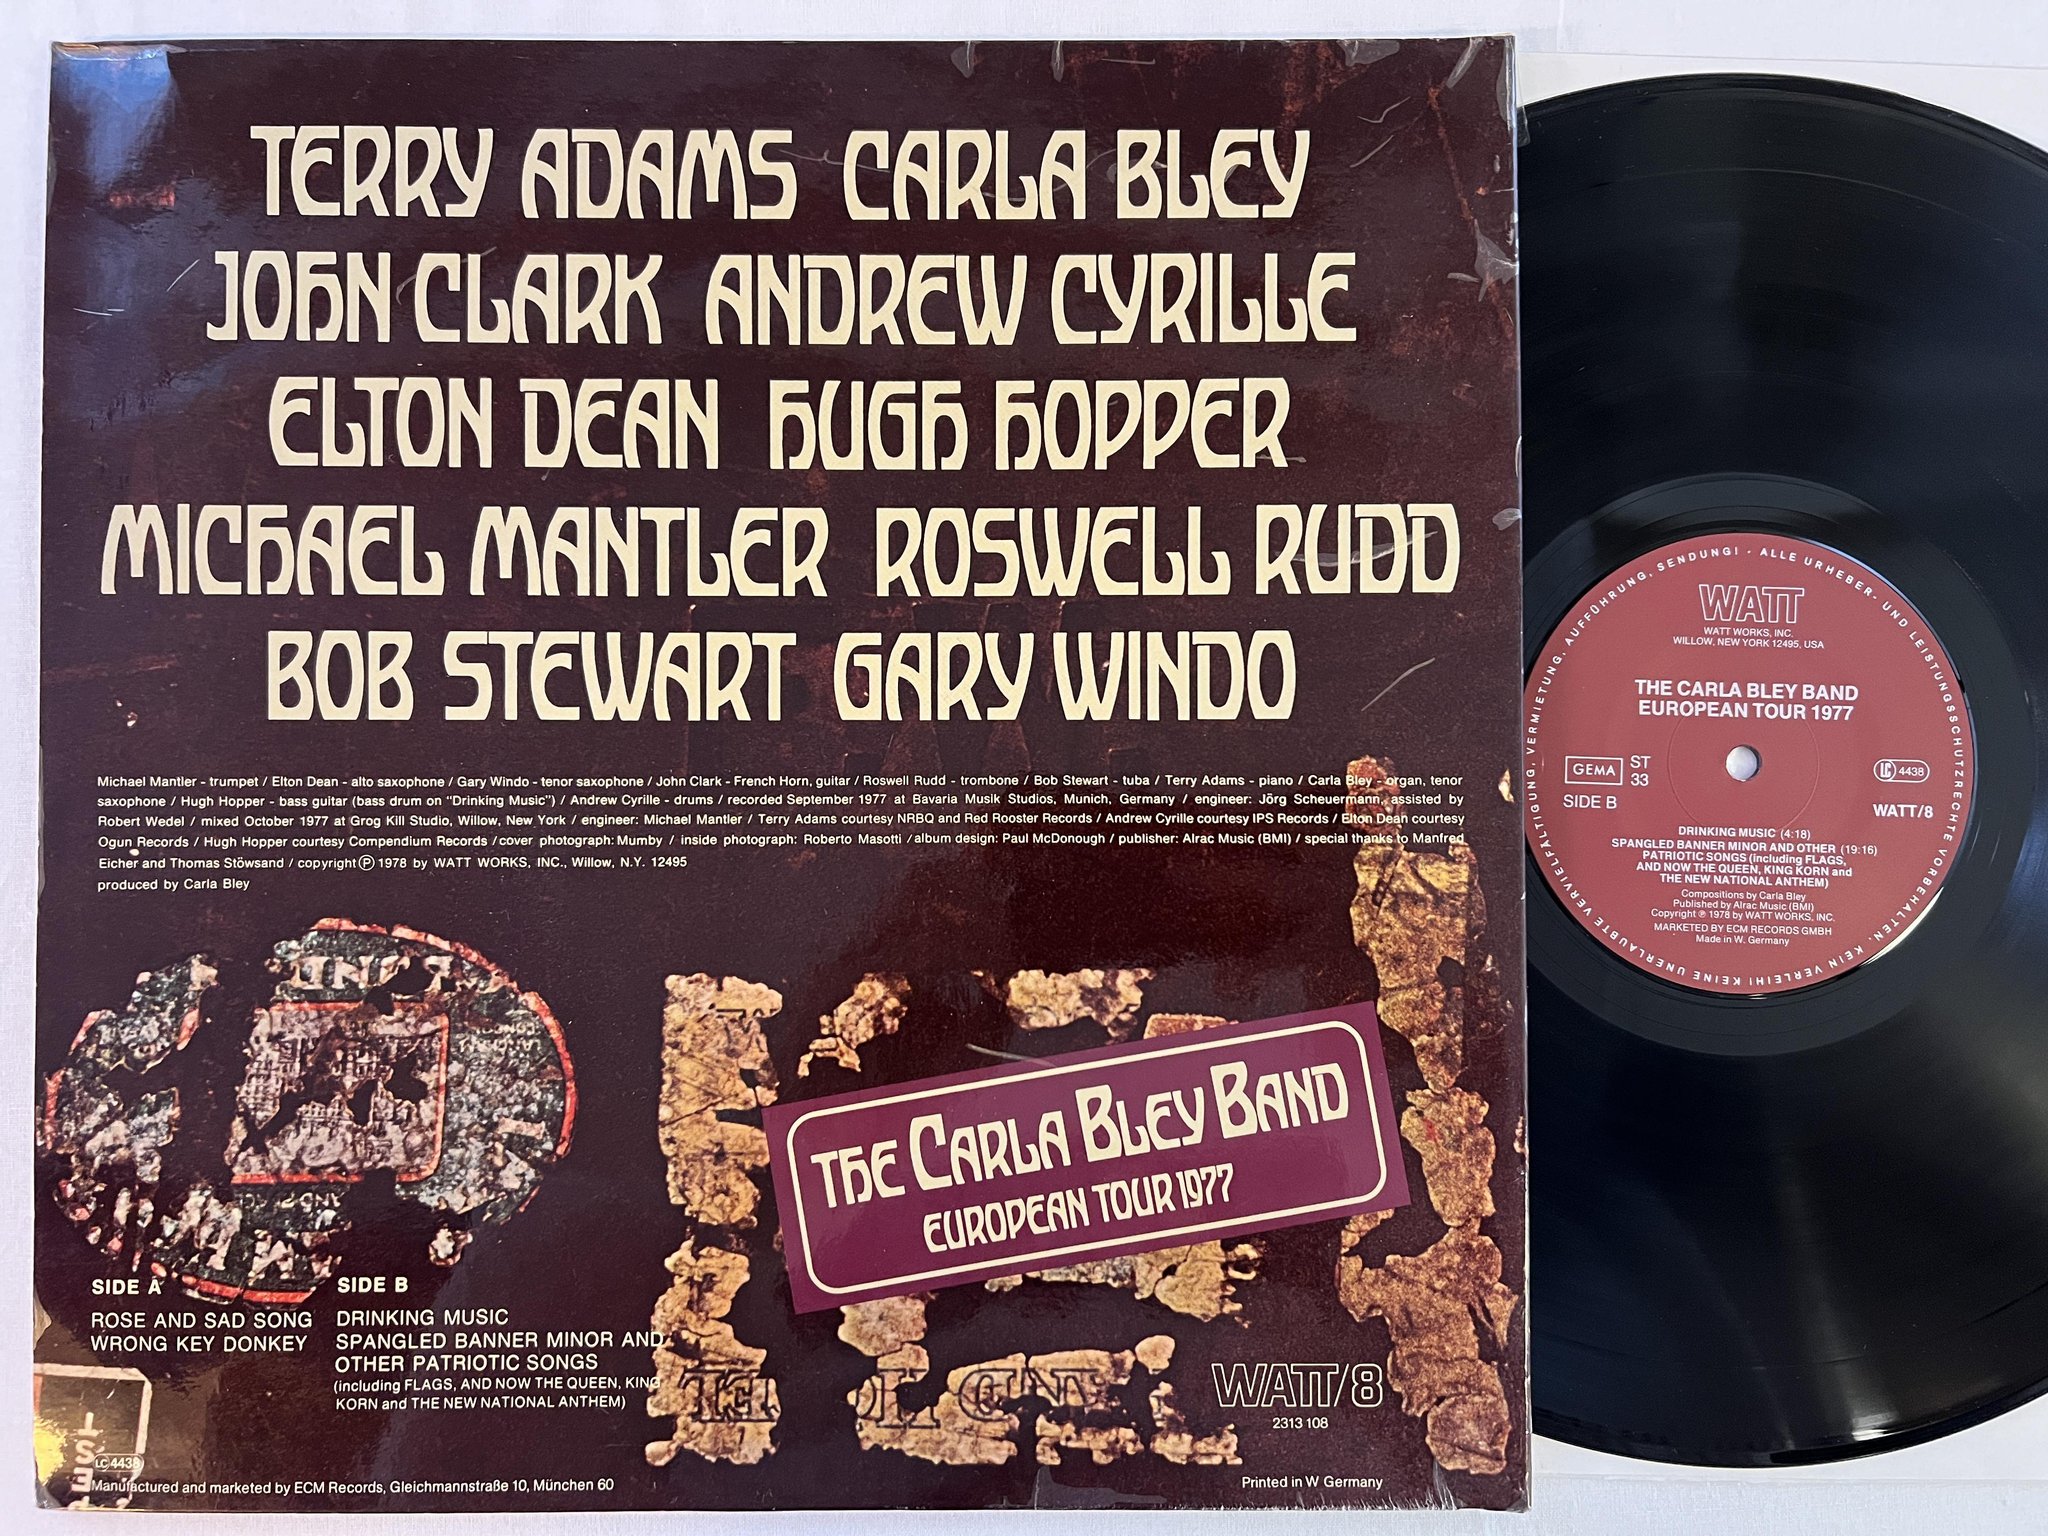 TERRY ADAMS CARLA BLEY
JOHN CLARK ANDREW CYRILLE
ELTON DEAN HUGH HOPPER
MICHAEL MANTLER ROSWELL RUDD
BOB STEWART GARY WINDO
Michael Mantler - trumpet / Elton Dean - alto saxophone / Gary Windo - tenor saxophone / John Clark - French Horn, guitar / Roswell Rudd - trombone / Bob Stewart - tuba / Terry Adams - piano / Carla Bley - organ, tenor
saxophone / Hugh Hopper - bass guitar (bass drum on "Drinking Music") / Andrew Cyrille - drums / recorded September 1977 at Bavaria Musik Studios, Munich, Germany / engineer: Jörg Scheuermann, assisted by
Robert Wedel / mixed October 1977 at Grog Kill Studio, Willow, New York / engineer: Michael Mantler / Terry Adams courtesy NRBQ and Red Rooster Records / Andrew Cyrille courtesy IPS Records / Elton Dean courtesy
Ogun Records / Hugh Hopper courtesy Compendium Records / cover photograph: Mumby / inside photograph: Roberto Masotti / album design: Paul McDonough / publisher: Alrac Music (BMI) / special thanks to Manfred
Eicher and Thomas Stöwsand / copyright ℗ 1978 by WATT WORKS, INC., Willow, N.Y. 12495
produced by Carla Bley
THE CARLA BLEY BAND
EUROPEAN TOUR 1977
SIDE A
ROSE AND SAD SONG
WRONG KEY DONKEY
SIDE B
DRINKING MUSIC
SPANGLED BANNER MINOR AND
OTHER PATRIOTIC SONGS
(including FLAGS, AND NOW THE QUEEN, KING
KORN and THE NEW NATIONAL ANTHEM)
WATT/8
2313 108
LC 4438
Manufactured and marketed by ECM Records, Gleichmannstraße 10, München 60
Printed in W Germany
KEINE UNERLAUBTE VERVIELFÄLTIGUNG, VERMIETUNG, AUFFÜHRUNG, SENDUNG! · ALLE URHEBER- UND LEISTUNGSSCHUTZRECHTE VORBEHALTEN. KEIN VERLEIH!
WATT
WATT WORKS, INC.
WILLOW, NEW YORK 12495, USA
THE CARLA BLEY BAND
EUROPEAN TOUR 1977
GEMA
ST
33
LC 4438
SIDE B
WATT/8
DRINKING MUSIC (4:18)
SPANGLED BANNER MINOR AND OTHER (19:16)
PATRIOTIC SONGS (including FLAGS,
AND NOW THE QUEEN, KING KORN and
THE NEW NATIONAL ANTHEM)
Compositions by Carla Bley
Published by Alrac Music (BMI)
Copyright ℗ 1978 by WATT WORKS, INC.
MARKETED BY ECM RECORDS GMBH
Made in W. Germany